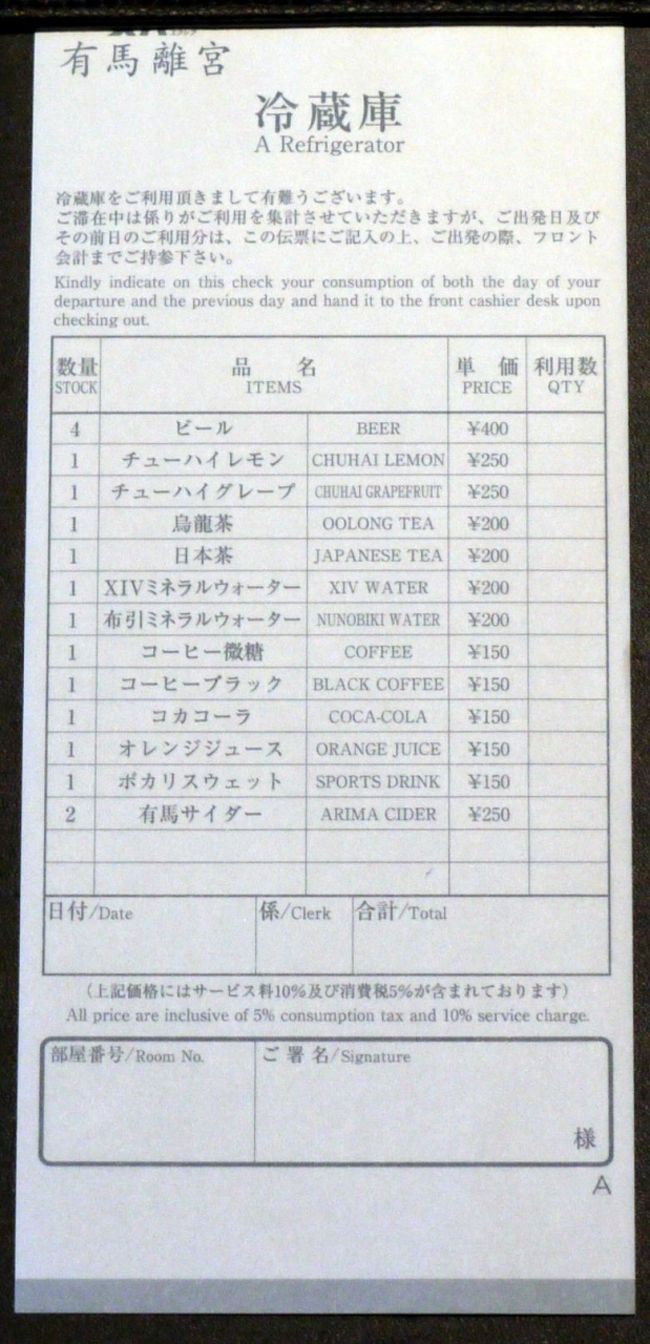 有馬離宮
冷蔵庫
A Refrigerator
冷蔵庫をご利用頂きまして有難うございます。
ご滞在中は係りがご利用を集計させていただきますが、ご出発日及び
その前日のご利用分は、この伝票にご記入の上、ご出発の際、フロント
会計までご持参下さい。
Kindly indicate on this check your consumption of both the day of your
departure and the previous day and hand it to the front cashier desk upon
checking out.
数量 品 名 単 価 利用数
STOCK ITEMS PRICE QTY
4 ビール BEER ¥400
1 チューハイレモン CHUHAI LEMON ¥250
1 チューハイグレープ CHUHAI GRAPEFRUIT ¥250
1 烏龍茶 OOLONG TEA ¥200
1 日本茶 JAPANESE TEA ¥200
1 XIVミネラルウォーター XIV WATER ¥200
1 布引ミネラルウォーター NUNOBIKI WATER ¥200
1 コーヒー微糖 COFFEE ¥150
1 コーヒーブラック BLACK COFFEE ¥150
1 コカコーラ COCA-COLA ¥150
1 オレンジジュース ORANGE JUICE ¥150
1 ポカリスウェット SPORTS DRINK ¥150
2 有馬サイダー ARIMA CIDER ¥250
日付/Date 係/Clerk 合計/Total
(上記価格にはサービス料10%及び消費税5%が含まれております)
All price are inclusive of 5% consumption tax and 10% service charge.
部屋番号/Room No. ご署名/Signature
様
A